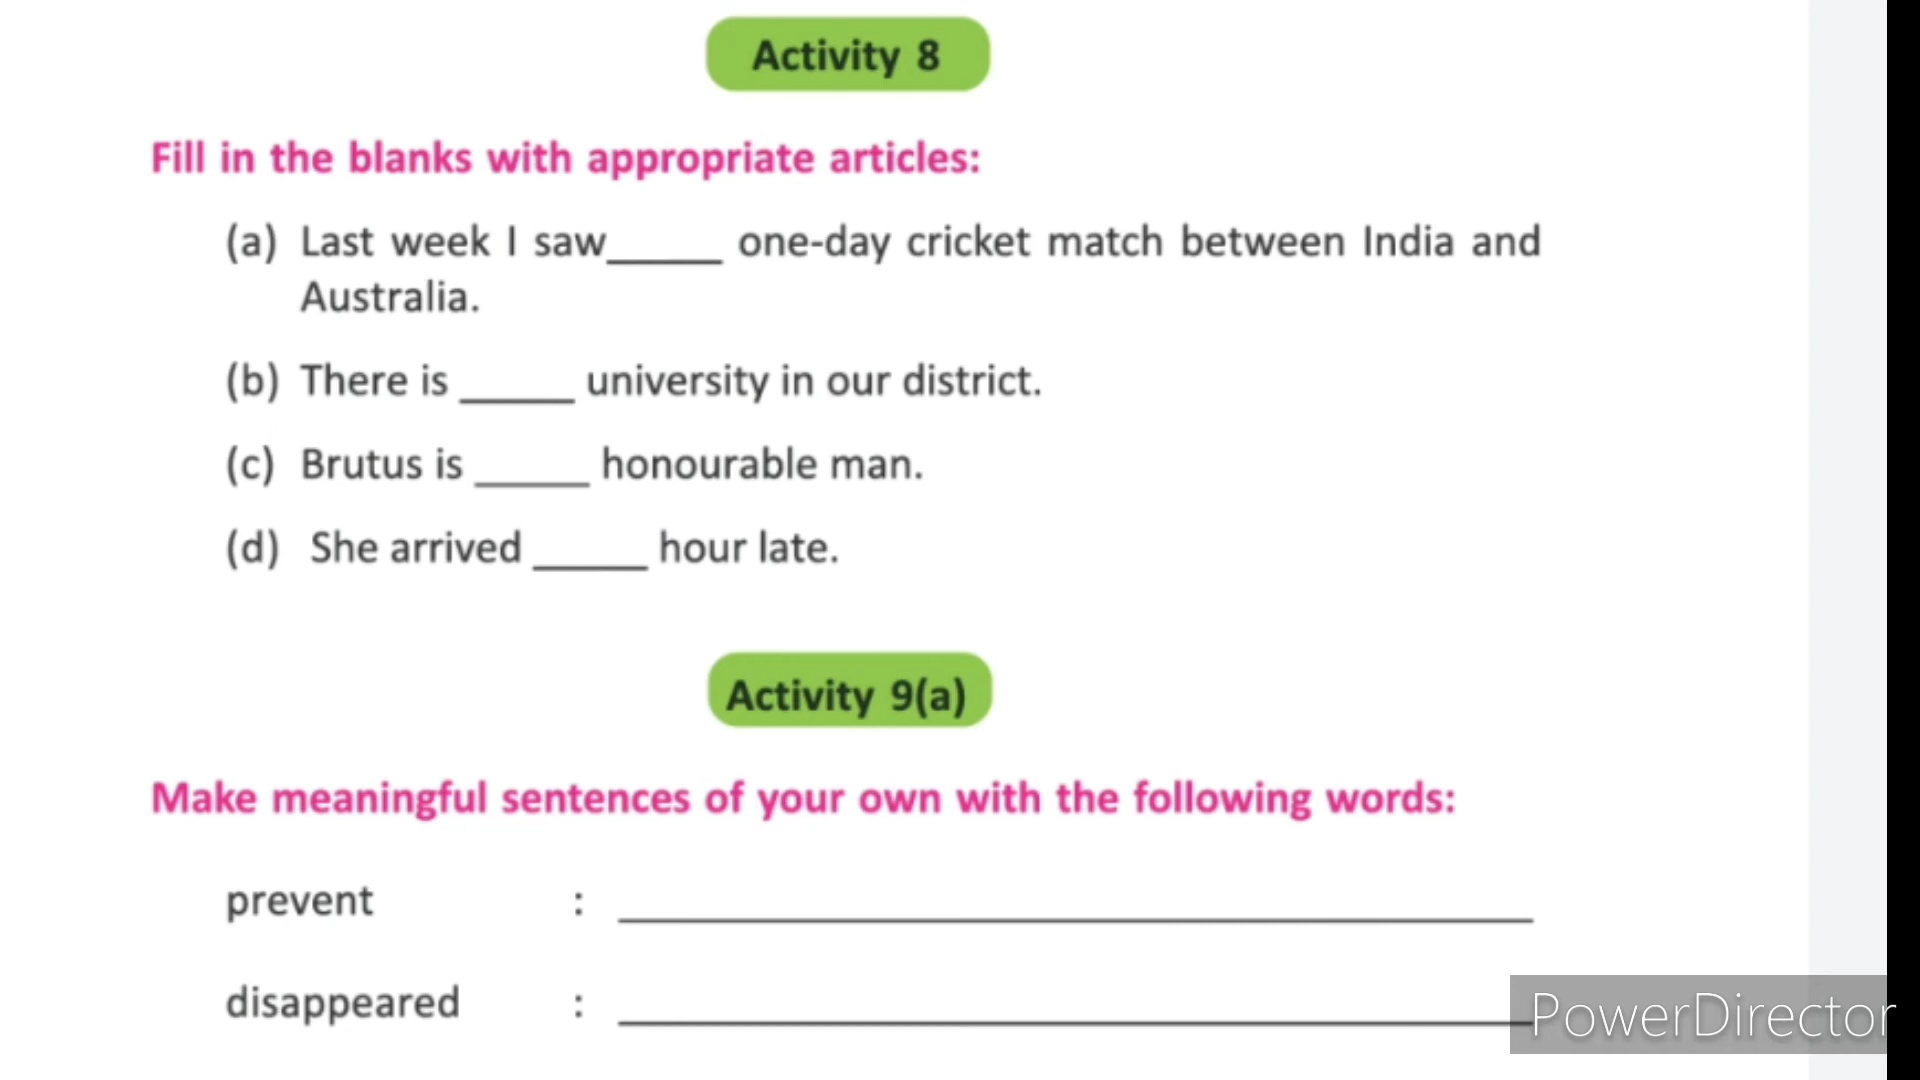 Activity 8
Fill in the blanks with appropriate articles:
(a) Last week I saw_____ one-day cricket match between India and
Australia.
(b) There is _____ university in our district.
(c) Brutus is _____ honourable man.
(d) She arrived _____ hour late.
Activity 9(a)
Make meaningful sentences of your own with the following words:
prevent : ________________________________________
disappeared : ________________________________________
PowerDirector